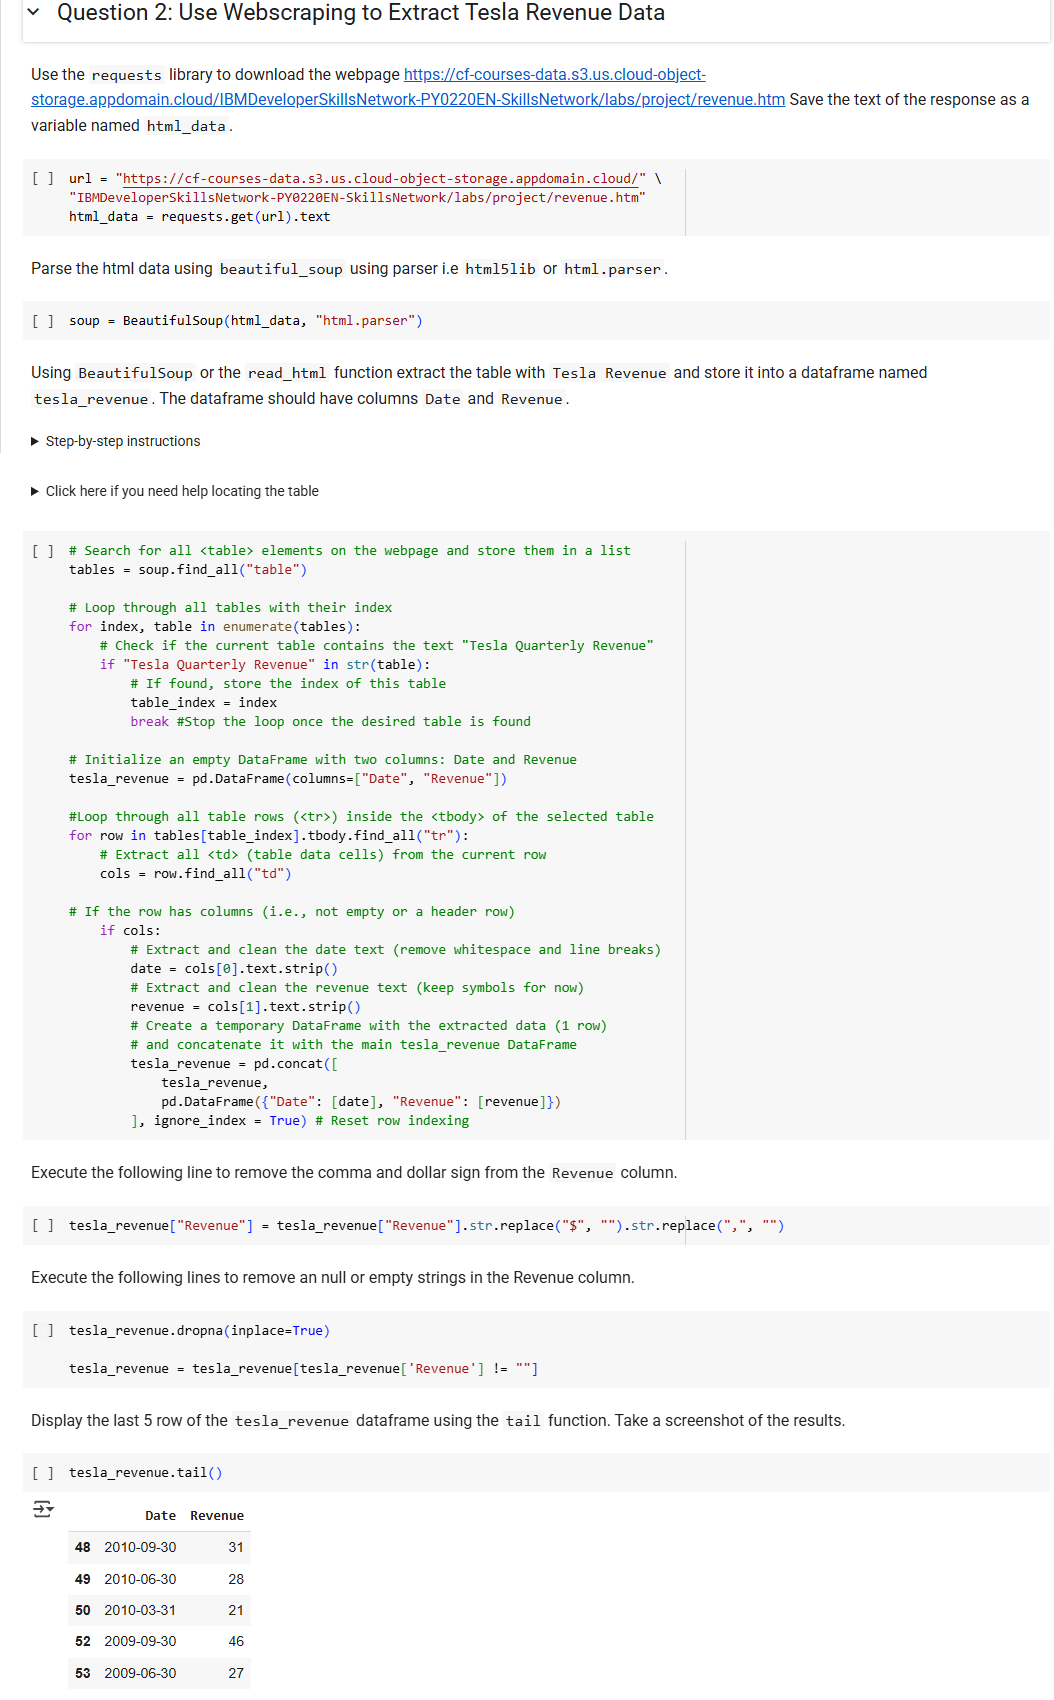 Question 2: Use Webscraping to Extract Tesla Revenue Data
Use the requests library to download the webpage https://cf-courses-data.s3.us.cloud-object-
storage.appdomain.cloud/IBMDeveloperSkillsNetwork-PY0220EN-SkillsNetwork/labs/project/revenue.htm Save the text of the response as a
variable named html_data.
[ ] url = "https://cf-courses-data.s3.us.cloud-object-storage.appdomain.cloud/" \
"IBMDeveloperSkillsNetwork-PY0220EN-SkillsNetwork/labs/project/revenue.htm"
html_data = requests.get(url).text
Parse the html data using beautiful_soup using parser i.e html5lib or html.parser.
[ ] soup = BeautifulSoup(html_data, "html.parser")
Using BeautifulSoup or the read_html function extract the table with Tesla Revenue and store it into a dataframe named
tesla_revenue. The dataframe should have columns Date and Revenue.
▶ Step-by-step instructions
▶ Click here if you need help locating the table
[ ] # Search for all <table> elements on the webpage and store them in a list
tables = soup.find_all("table")
# Loop through all tables with their index
for index, table in enumerate(tables):
    # Check if the current table contains the text "Tesla Quarterly Revenue"
    if "Tesla Quarterly Revenue" in str(table):
        # If found, store the index of this table
        table_index = index
        break #Stop the loop once the desired table is found
# Initialize an empty DataFrame with two columns: Date and Revenue
tesla_revenue = pd.DataFrame(columns=["Date", "Revenue"])
#Loop through all table rows (<tr>) inside the <tbody> of the selected table
for row in tables[table_index].tbody.find_all("tr"):
    # Extract all <td> (table data cells) from the current row
    cols = row.find_all("td")
# If the row has columns (i.e., not empty or a header row)
    if cols:
        # Extract and clean the date text (remove whitespace and line breaks)
        date = cols[0].text.strip()
        # Extract and clean the revenue text (keep symbols for now)
        revenue = cols[1].text.strip()
        # Create a temporary DataFrame with the extracted data (1 row)
        # and concatenate it with the main tesla_revenue DataFrame
        tesla_revenue = pd.concat([
            tesla_revenue,
            pd.DataFrame({"Date": [date], "Revenue": [revenue]})
        ], ignore_index = True) # Reset row indexing
Execute the following line to remove the comma and dollar sign from the Revenue column.
[ ] tesla_revenue["Revenue"] = tesla_revenue["Revenue"].str.replace("$", "").str.replace(",", "")
Execute the following lines to remove an null or empty strings in the Revenue column.
[ ] tesla_revenue.dropna(inplace=True)
tesla_revenue = tesla_revenue[tesla_revenue['Revenue'] != ""]
Display the last 5 row of the tesla_revenue dataframe using the tail function. Take a screenshot of the results.
[ ] tesla_revenue.tail()
Date Revenue
48 2010-09-30 31
49 2010-06-30 28
50 2010-03-31 21
52 2009-09-30 46
53 2009-06-30 27